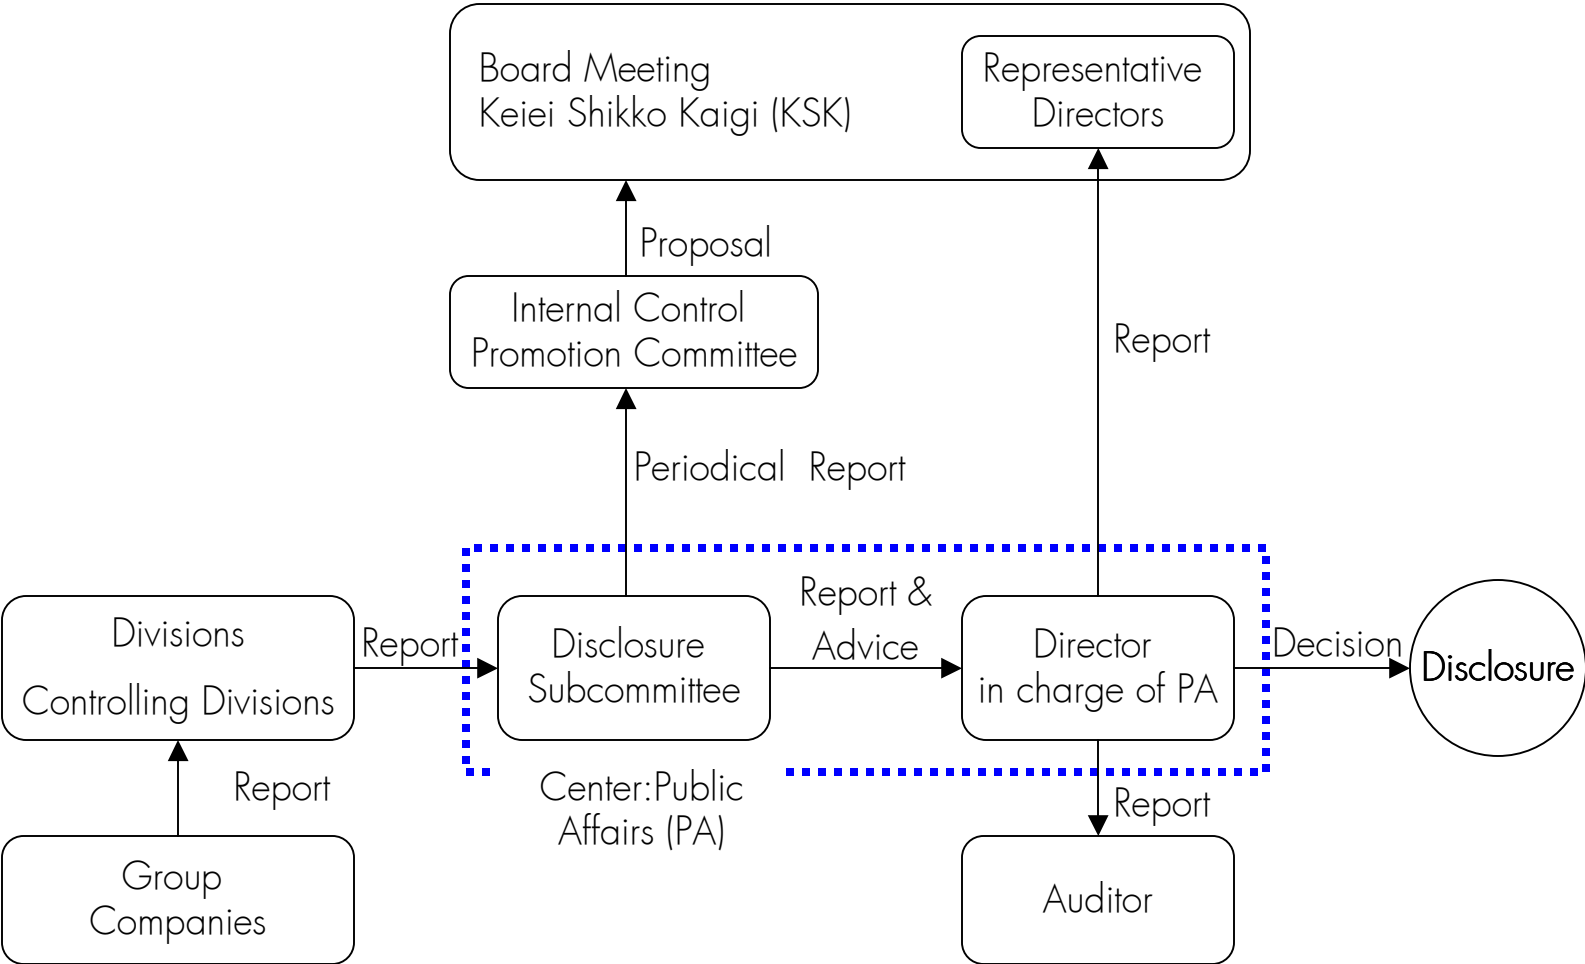 Board Meeting
Keiei Shikko Kaigi (KSK)
Representative
Directors
Proposal
Internal Control
Promotion Committee
Report
Periodical Report
Divisions
Controlling Divisions
Report
Disclosure
Subcommittee
Report &
Advice
Director
in charge of PA
Decision
Disclosure
Report
Center:Public
Affairs (PA)
Report
Group
Companies
Auditor